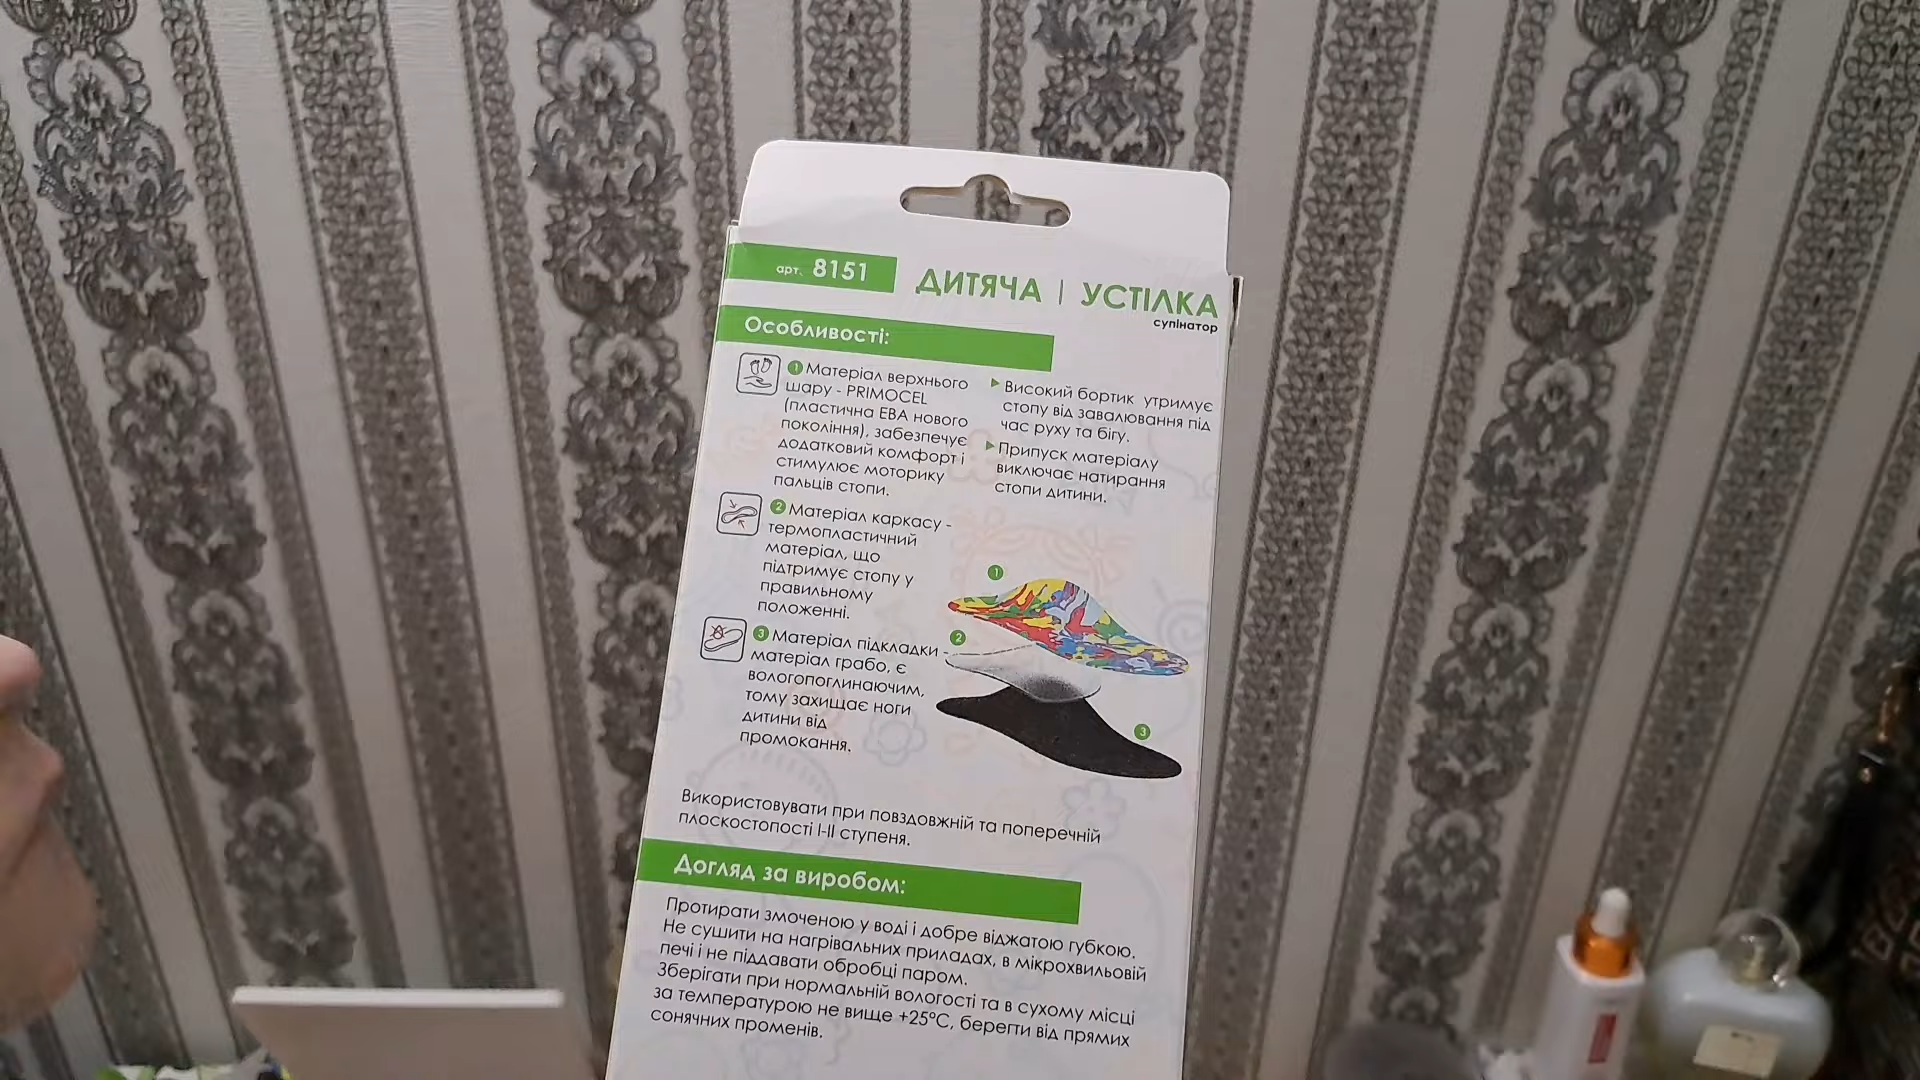 арт. 8151
ДИТЯЧА | УСТІЛКА
супінатор
Особливості:
1 Матеріал верхнього
шару - PRIMOCEL
(пластична ЕВА нового
покоління), забезпечує
додатковий комфорт і
стимулює моторику
пальців стопи.
2 Матеріал каркасу -
термопластичний
матеріал, що
підтримує стопу у
правильному
положенні.
3 Матеріал підкладки -
матеріал грабо, є
вологопоглинаючим,
тому захищає ноги
дитини від
промокання.
Високий бортик утримує
стопу від завалювання під
час руху та бігу.
Припуск матеріалу
виключає натирання
стопи дитини.
1
2
3
Використовувати при повздовжній та поперечній
плоскостопості I-II ступеня.
Догляд за виробом:
Протирати змоченою у воді і добре віджатою губкою.
Не сушити на нагрівальних приладах, в мікрохвильовій
печі і не піддавати обробці паром.
Зберігати при нормальній вологості та в сухому місці
за температурою не вище +25°С, берегти від прямих
сонячних променів.